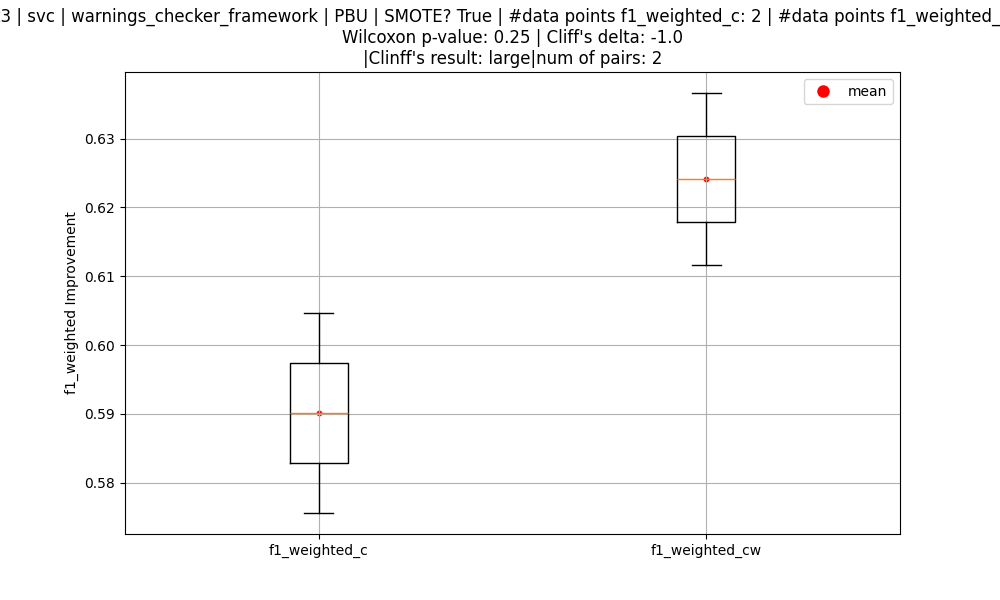 3 | svc | warnings_checker_framework | PBU | SMOTE? True | #data points f1_weighted_c: 2 | #data points f1_weighted_
Wilcoxon p-value: 0.25 | Cliff's delta: -1.0
|Clinff's result: large|num of pairs: 2
mean
0.63
0.62
0.61
0.60
0.59
0.58
f1_weighted Improvement
f1_weighted_c
f1_weighted_cw